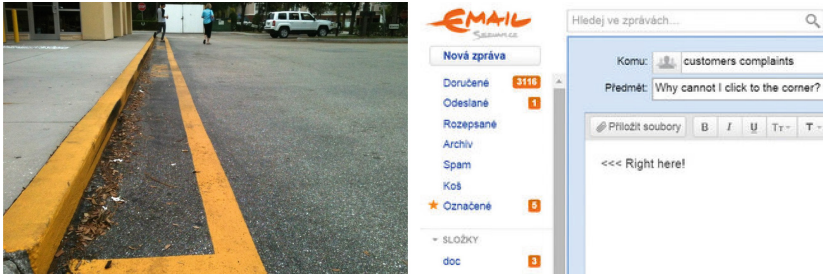 EMAIL
SEZNAM.CZ
Hledej ve zprávách...
Nová zpráva
Komu: customers complaints
Předmět: Why cannot I click to the corner?
Doručené 3116
Odeslané 1
Rozepsané
Archiv
Spam
Koš
Označené 5
SLOŽKY
doc 3
Přiložit soubory B I U TT T
<<< Right here!